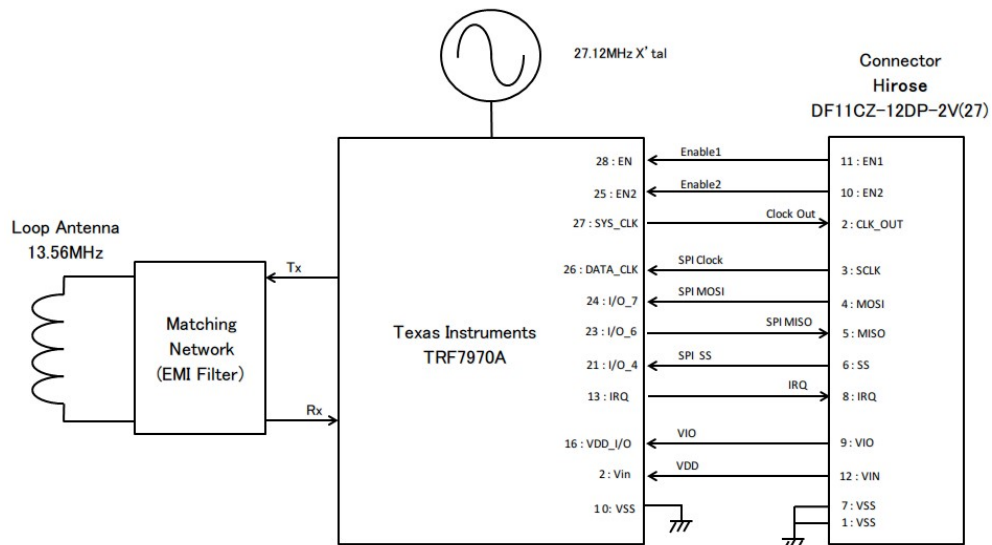 27.12MHz X'tal
Connector
Hirose
DF11CZ-12DP-2V(27)
Loop Antenna
13.56MHz
Matching
Network
(EMI Filter)
Tx
Rx
Texas Instruments
TRF7970A
28 : EN
Enable1
11 : EN1
25 : EN2
Enable2
10 : EN2
27 : SYS_CLK
Clock Out
2 : CLK_OUT
26 : DATA_CLK
SPI Clock
3 : SCLK
24 : I/O_7
SPI MOSI
4 : MOSI
23 : I/O_6
SPI MISO
5 : MISO
21 : I/O_4
SPI SS
6 : SS
13 : IRQ
IRQ
8 : IRQ
16 : VDD_I/O
VIO
9 : VIO
2 : Vin
VDD
12 : VIN
10 : VSS
7 : VSS
1 : VSS